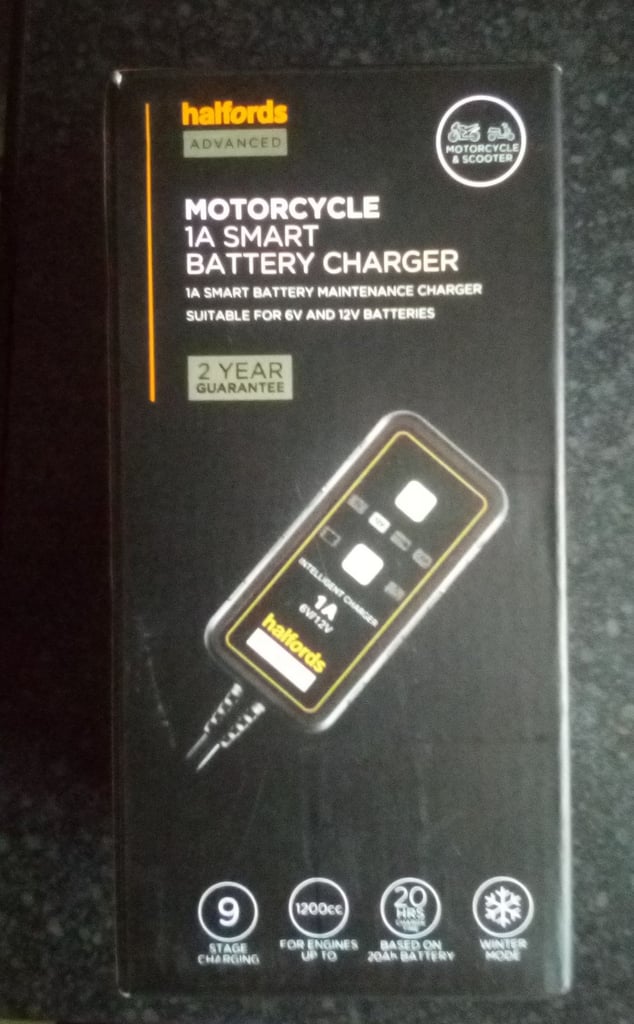 halfords
ADVANCED
MOTORCYCLE
& SCOOTER
MOTORCYCLE
1A SMART
BATTERY CHARGER
1A SMART BATTERY MAINTENANCE CHARGER
SUITABLE FOR 6V AND 12V BATTERIES
2 YEAR
GUARANTEE
INTELLIGENT CHARGER
1A
6V/12V
halfords
9
STAGE
CHARGING
1200cc
FOR ENGINES
UP TO
20
HRS
CHARGE
TIME
BASED ON
20Ah BATTERY
WINTER
MODE